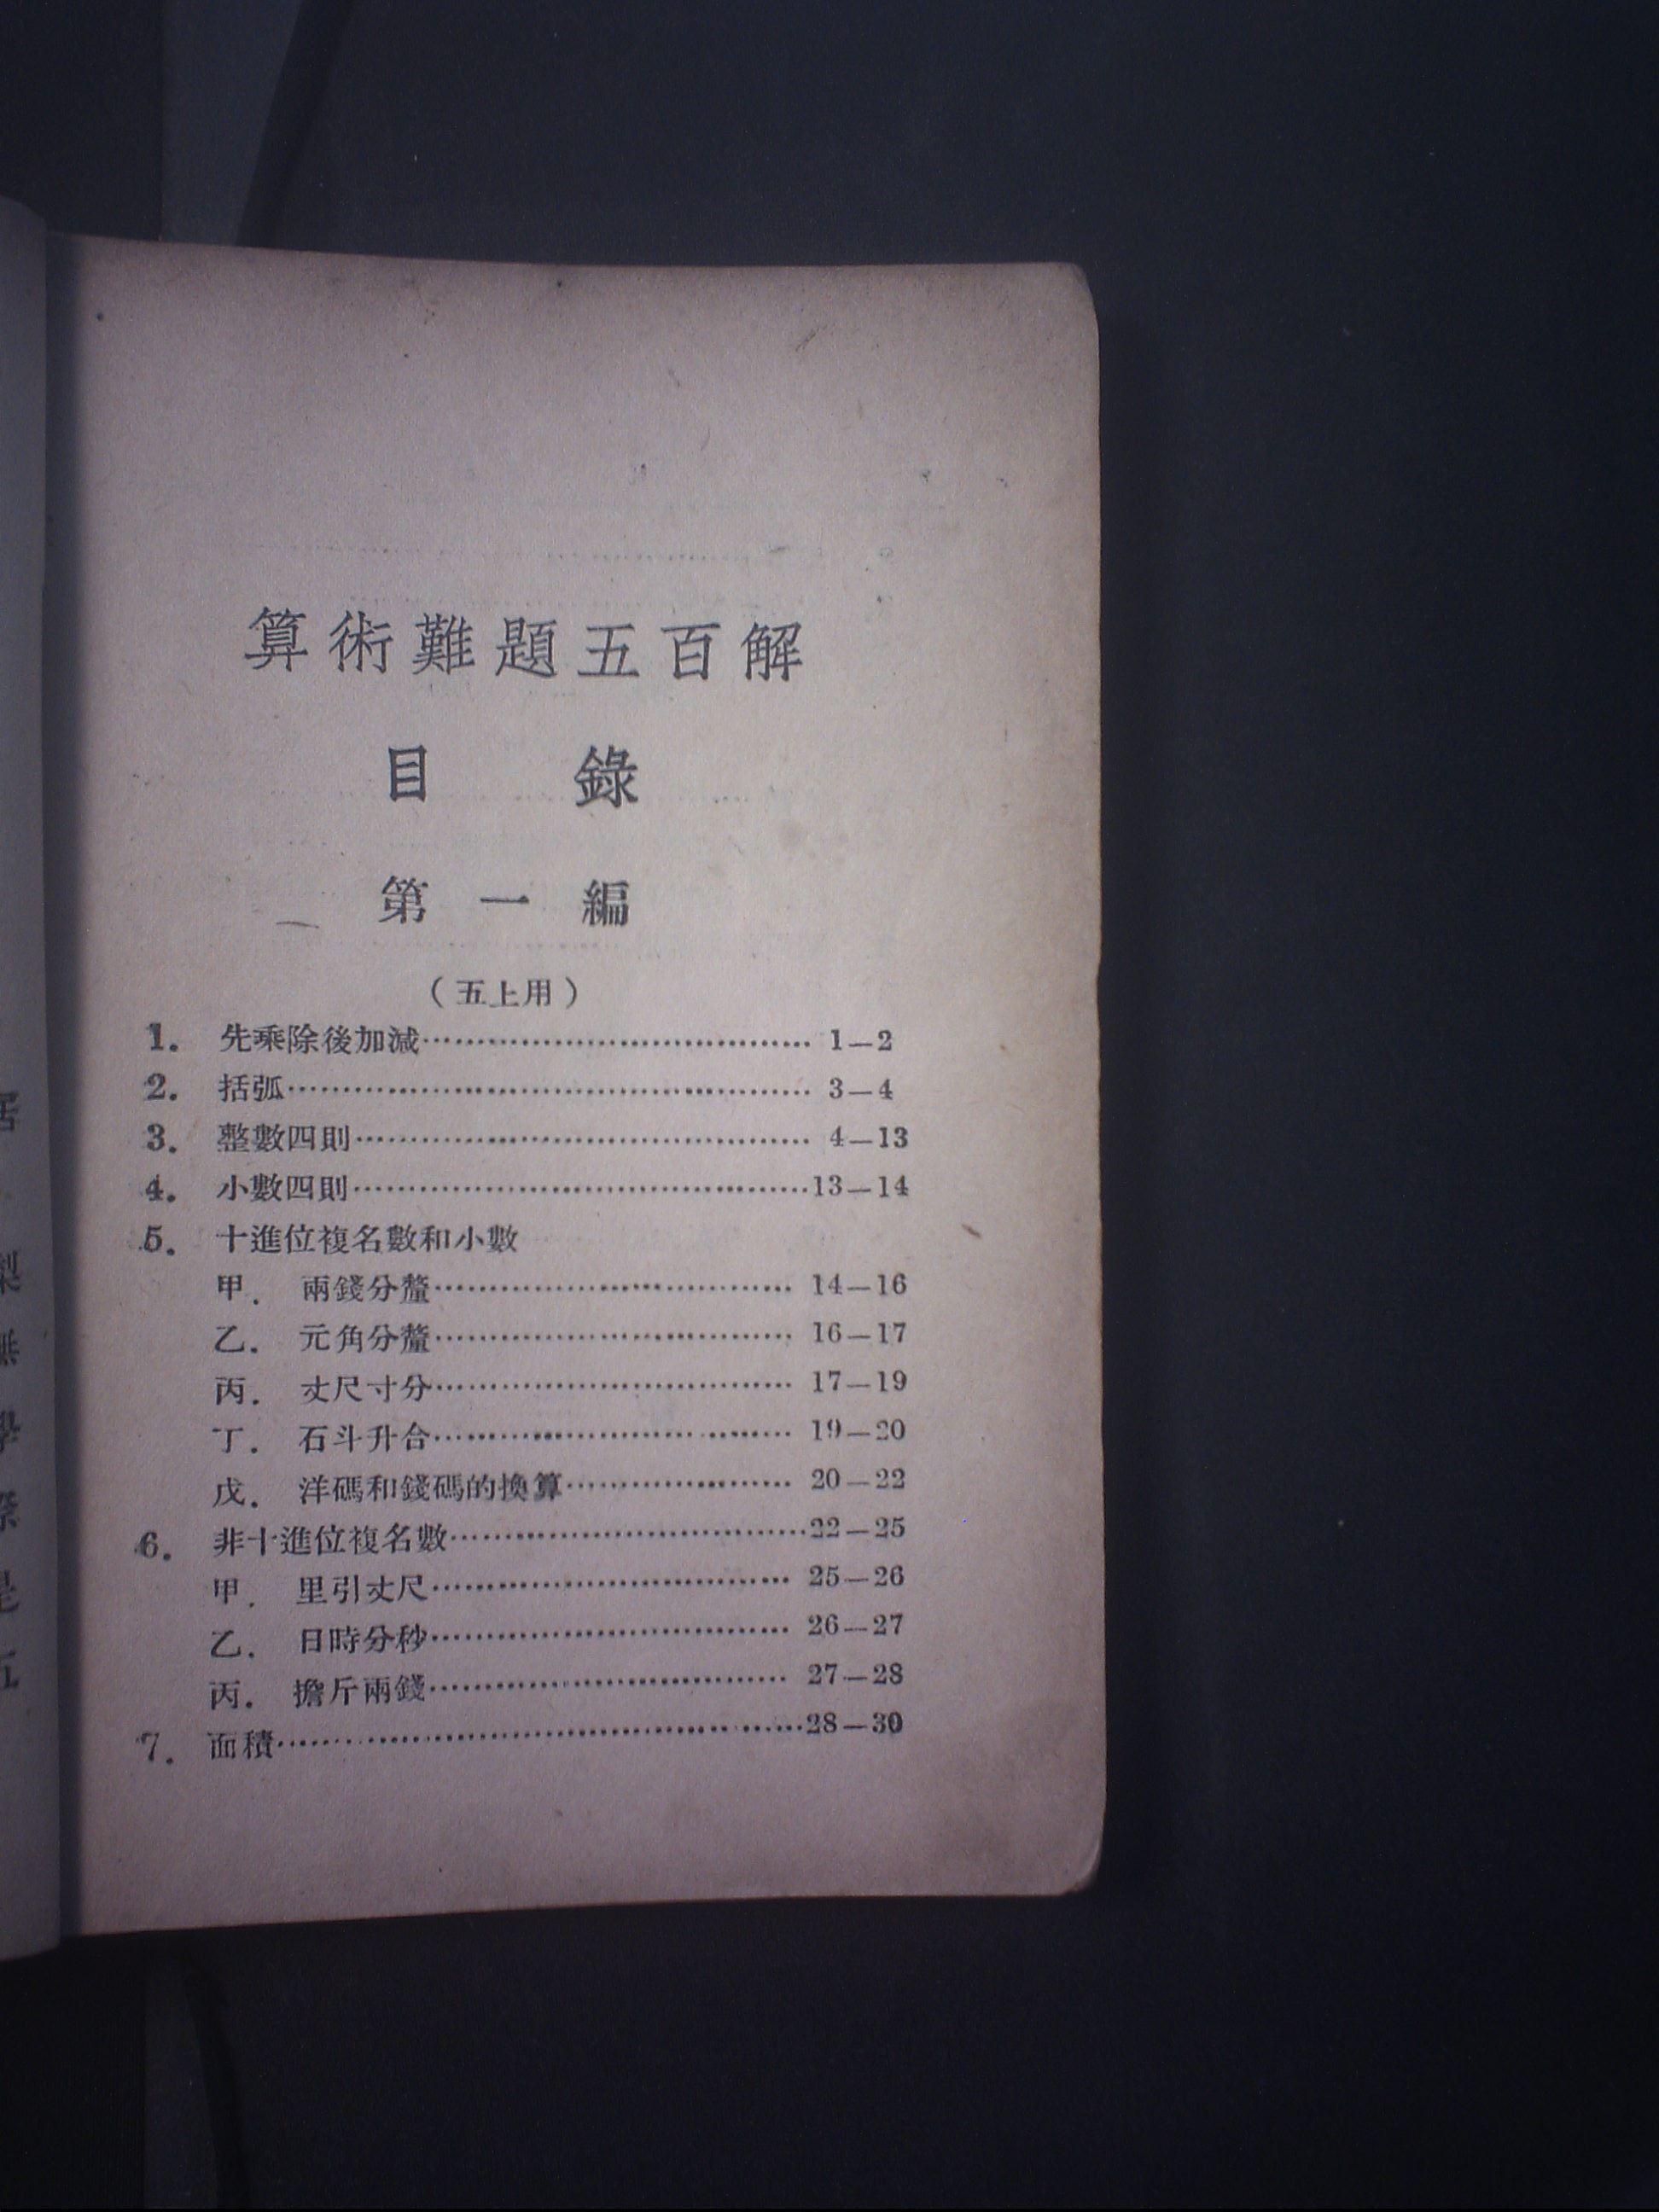 算術難題五百解
目錄
第一編
（五上用）
1. 先乘除後加減…………………………… 1—2
2. 括弧…………………………………… 3—4
3. 整數四則……………………………… 4—13
4. 小數四則………………………………13—14
5. 十進位複名數和小數
甲. 兩錢分釐………………………… 14—16
乙. 元角分釐………………………… 16—17
丙. 丈尺寸分………………………… 17—19
丁. 石斗升合………………………… 19—20
戊. 洋碼和錢碼的換算……………… 20—22
6. 非十進位複名數………………………22—25
甲. 里引丈尺………………………… 25—26
乙. 日時分秒………………………… 26—27
丙. 擔斤兩錢………………………… 27—28
7. 面積……………………………………28—30